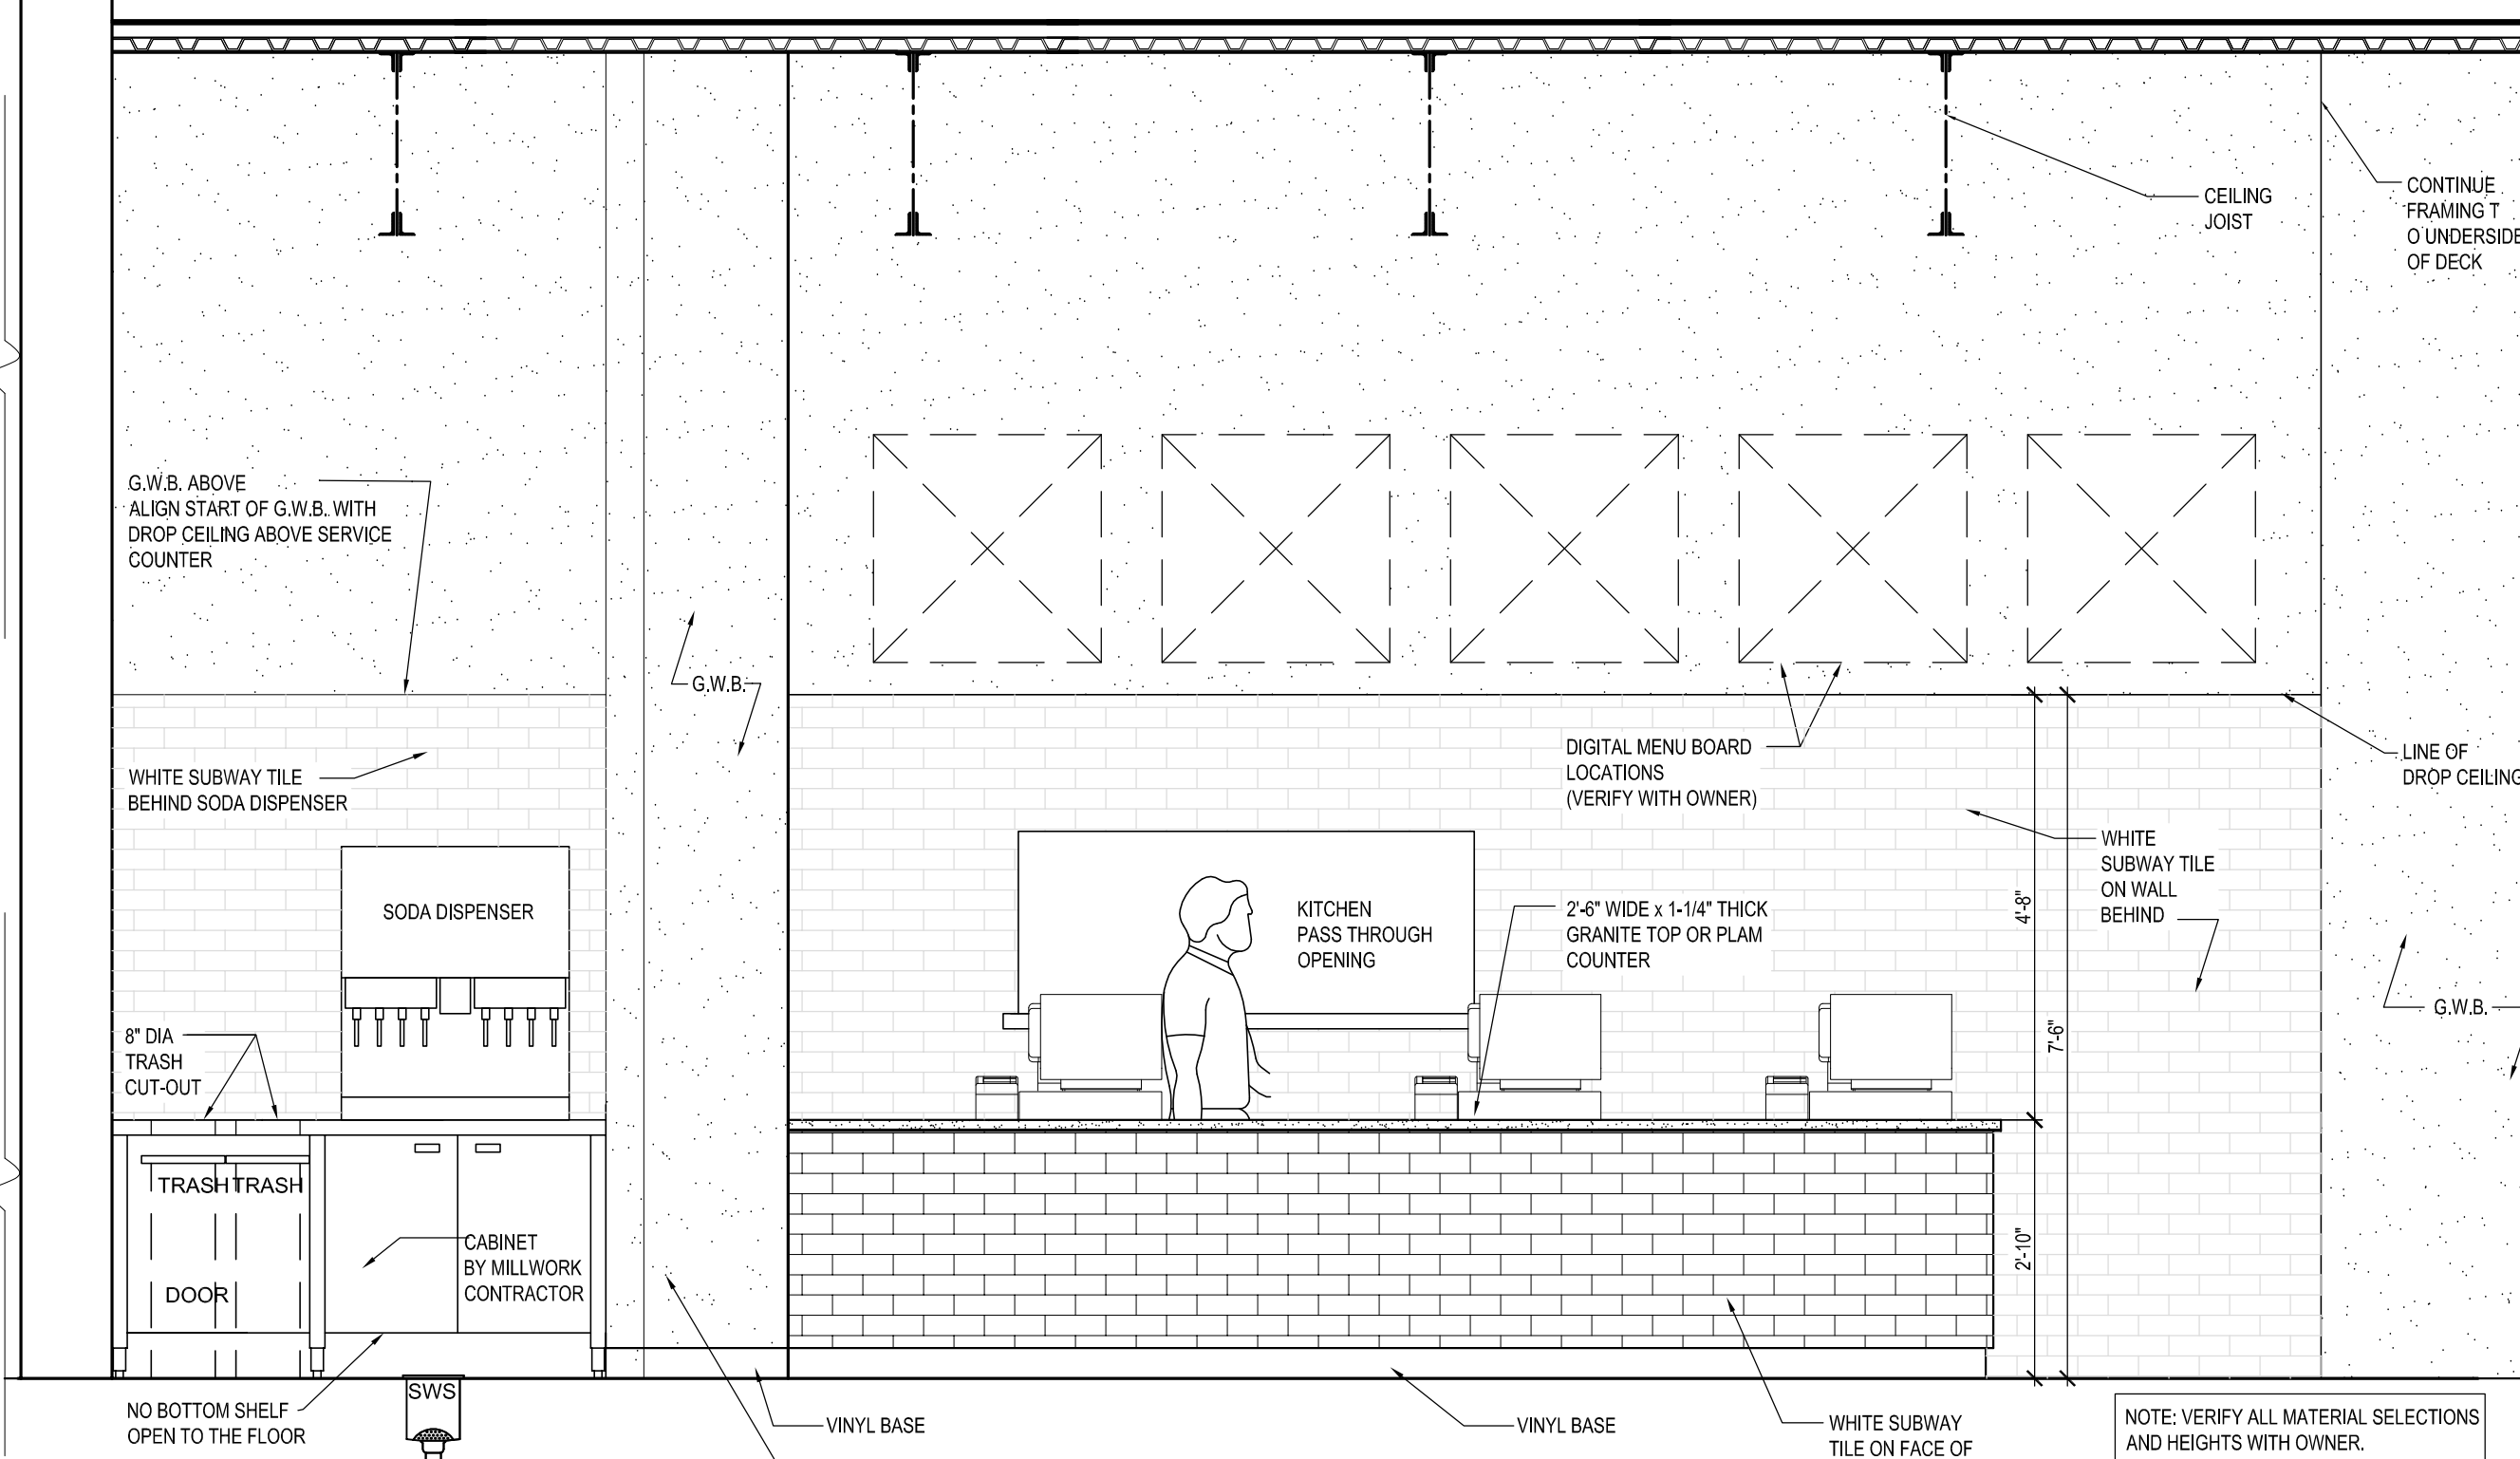 CEILING
JOIST
CONTINUE
FRAMING T
O UNDERSIDE
OF DECK
G.W.B. ABOVE
ALIGN START OF G.W.B. WITH
DROP CEILING ABOVE SERVICE
COUNTER
G.W.B.
WHITE SUBWAY TILE
BEHIND SODA DISPENSER
DIGITAL MENU BOARD
LOCATIONS
(VERIFY WITH OWNER)
LINE OF
DROP CEILING
WHITE
SUBWAY TILE
ON WALL
BEHIND
SODA DISPENSER
KITCHEN
PASS THROUGH
OPENING
2'-6" WIDE x 1-1/4" THICK
GRANITE TOP OR PLAM
COUNTER
4'-8"
7'-6"
2'-10"
G.W.B.
8" DIA
TRASH
CUT-OUT
TRASH
TRASH
DOOR
CABINET
BY MILLWORK
CONTRACTOR
SWS
NO BOTTOM SHELF
OPEN TO THE FLOOR
VINYL BASE
VINYL BASE
WHITE SUBWAY
TILE ON FACE OF
NOTE: VERIFY ALL MATERIAL SELECTIONS
AND HEIGHTS WITH OWNER.